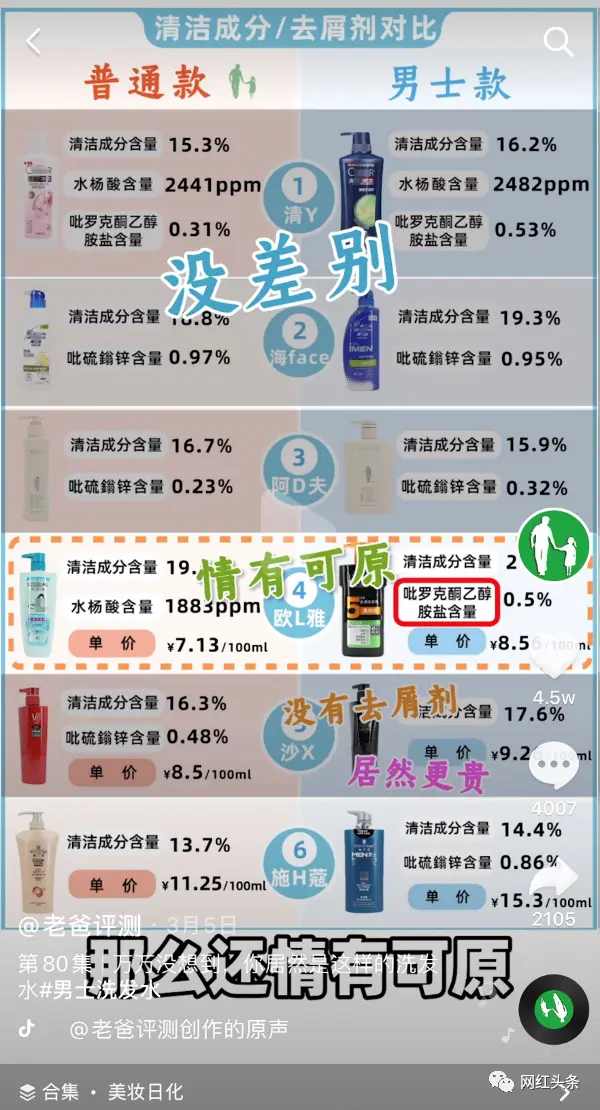 清洁成分/去屑剂对比
普通款
男士款
清洁成分含量 15.3%
水杨酸含量 2441ppm
吡罗克酮乙醇
胺盐含量 0.31%
1
清Y
清洁成分含量 16.2%
水杨酸含量 2482ppm
吡罗克酮乙醇
胺盐含量 0.53%
没差别
清洁成分含量
吡硫鎓锌含量 0.97%
2
海face
清洁成分含量 19.3%
吡硫鎓锌含量 0.95%
清洁成分含量 16.7%
吡硫鎓锌含量 0.23%
3
阿D夫
清洁成分含量 15.9%
吡硫鎓锌含量 0.32%
清洁成分含量 19.
水杨酸含量 1883ppm
单价 ¥7.13/100ml
情有可原
4
欧L雅
清洁成分含量 2
吡罗克酮乙醇
胺盐含量 0.5%
单价 ¥8.56/100ml
清洁成分含量 16.3%
吡硫鎓锌含量 0.48%
单价 ¥8.5/100ml
没有去屑剂
沙X
清洁成分含量 17.6%
单价 ¥9.2
居然更贵
清洁成分含量 13.7%
单价 ¥11.25/100ml
6
施H蔻
清洁成分含量 14.4%
吡硫鎓锌含量 0.86%
单价 ¥15.3/100ml
4.5w
4007
2105
@老爸评测 · 3月5日
第80集 | 万万没想到，你居然是这样的洗发
水#男士洗发水
那么还情有可原
@老爸评测创作的原声
合集 · 美妆日化
网红头条